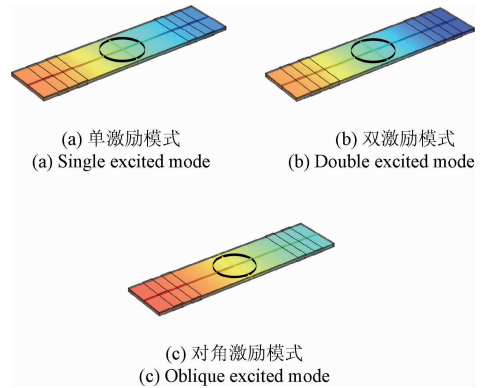 (a) 单激励模式
(a) Single excited mode
(b) 双激励模式
(b) Double excited mode
(c) 对角激励模式
(c) Oblique excited mode